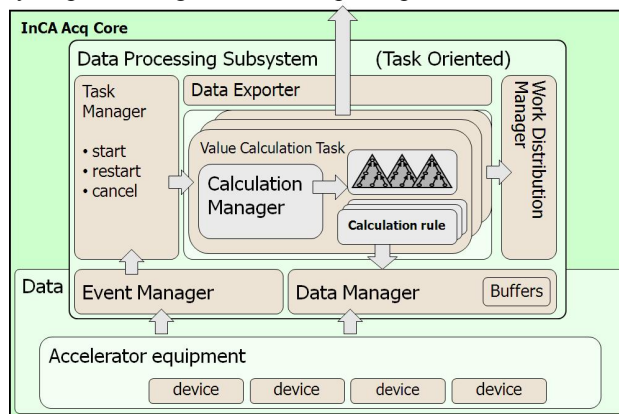 InCA Acq Core
Data Processing Subsystem (Task Oriented)
Task
Manager
• start
• restart
• cancel
Data Exporter
Value Calculation Task
Calculation
Manager
Calculation rule
Work Distribution
Manager
Data
Event Manager
Data Manager
Buffers
Accelerator equipment
device
device
device
device